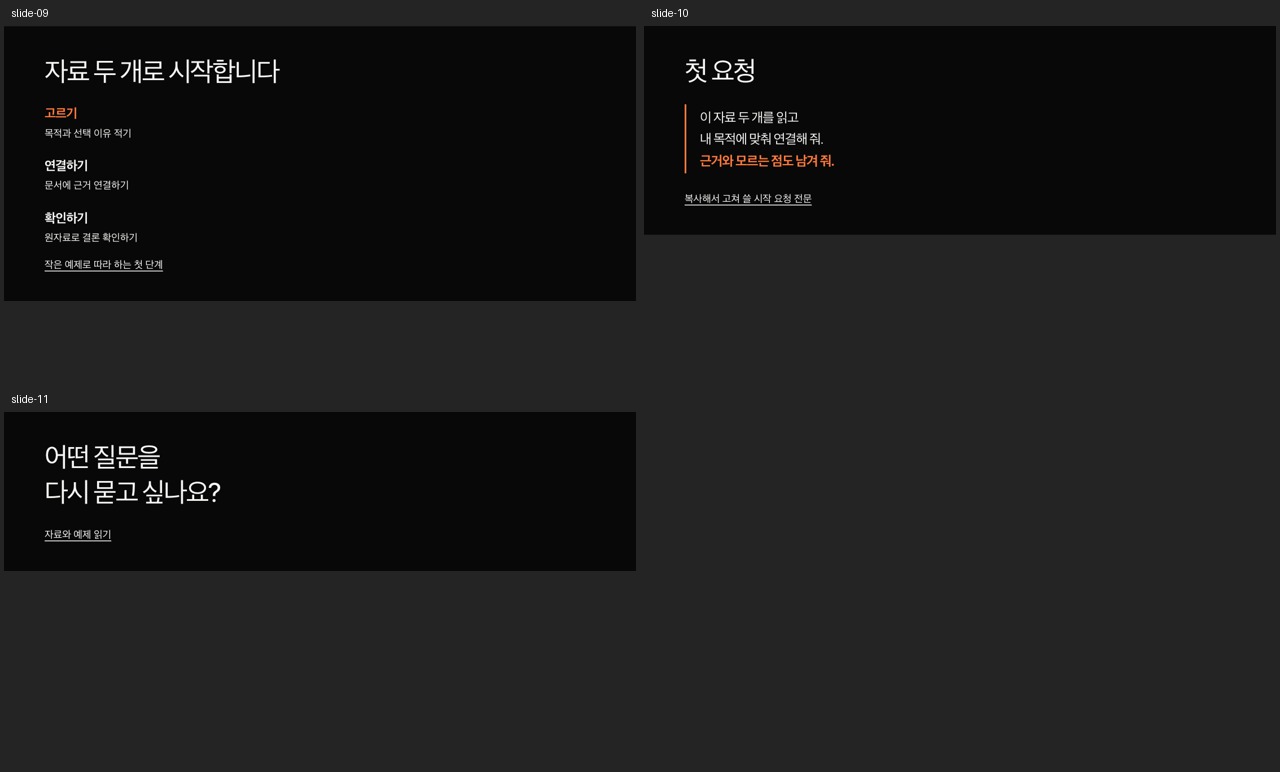 slide-09
자료 두 개로 시작합니다
고르기
목적과 선택 이유 적기
연결하기
문서에 근거 연결하기
확인하기
원자료로 결론 확인하기
작은 예제로 따라 하는 첫 단계
slide-10
첫 요청
이 자료 두 개를 읽고
내 목적에 맞춰 연결해 줘.
근거와 모르는 점도 남겨 줘.
복사해서 고쳐 쓸 시작 요청 전문
slide-11
어떤 질문을
다시 묻고 싶나요?
자료와 예제 읽기